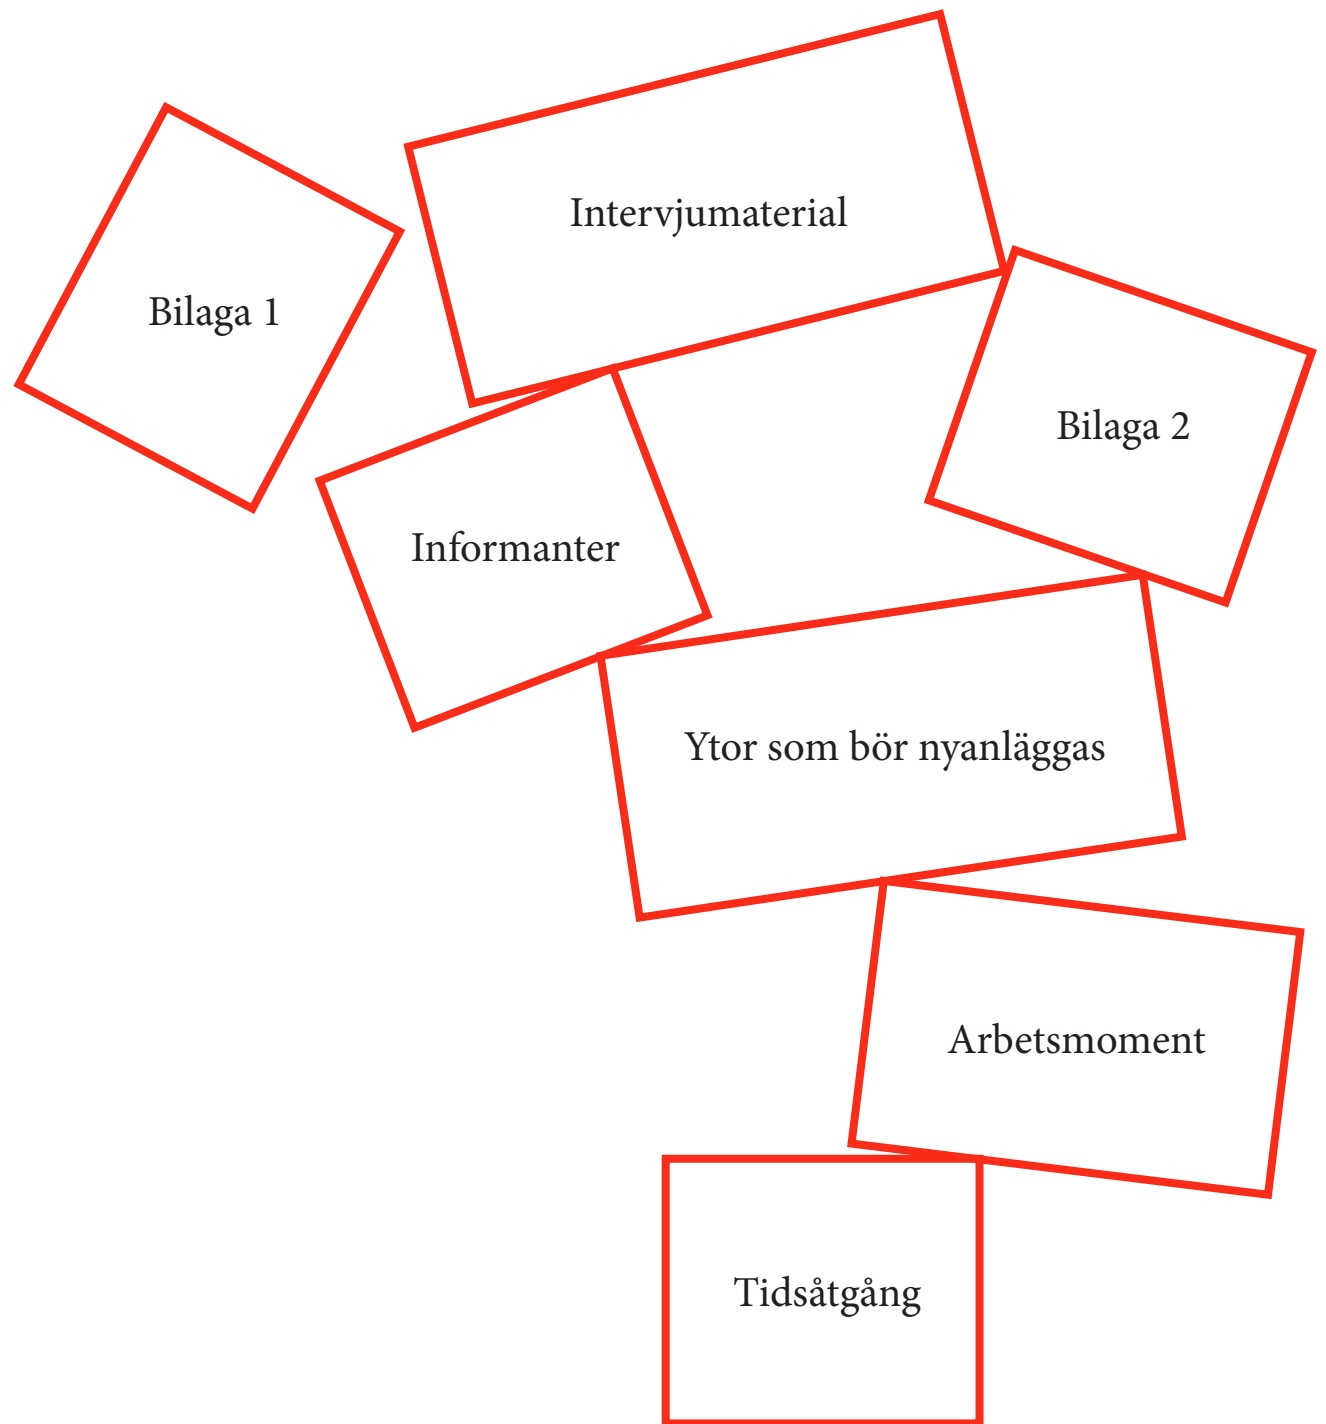 Intervjumaterial
Bilaga 1
Bilaga 2
Informanter
Ytor som bör nyanläggas
Arbetsmoment
Tidsåtgång